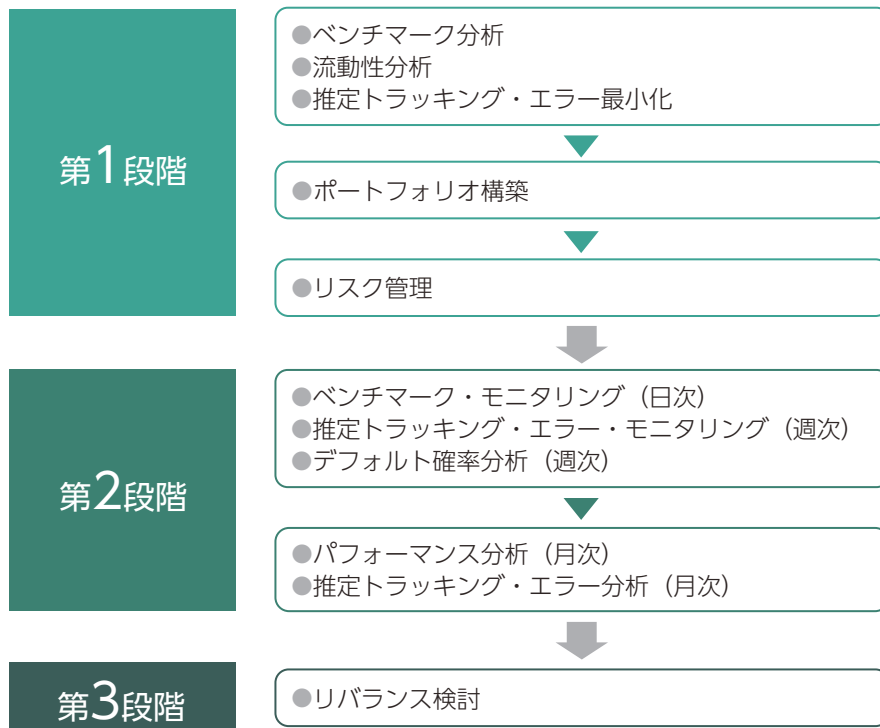 第1段階
●ベンチマーク分析
●流動性分析
●推定トラッキング・エラー最小化
●ポートフォリオ構築
●リスク管理
第2段階
●ベンチマーク・モニタリング（日次）
●推定トラッキング・エラー・モニタリング（週次）
●デフォルト確率分析（週次）
●パフォーマンス分析（月次）
●推定トラッキング・エラー分析（月次）
第3段階
●リバランス検討